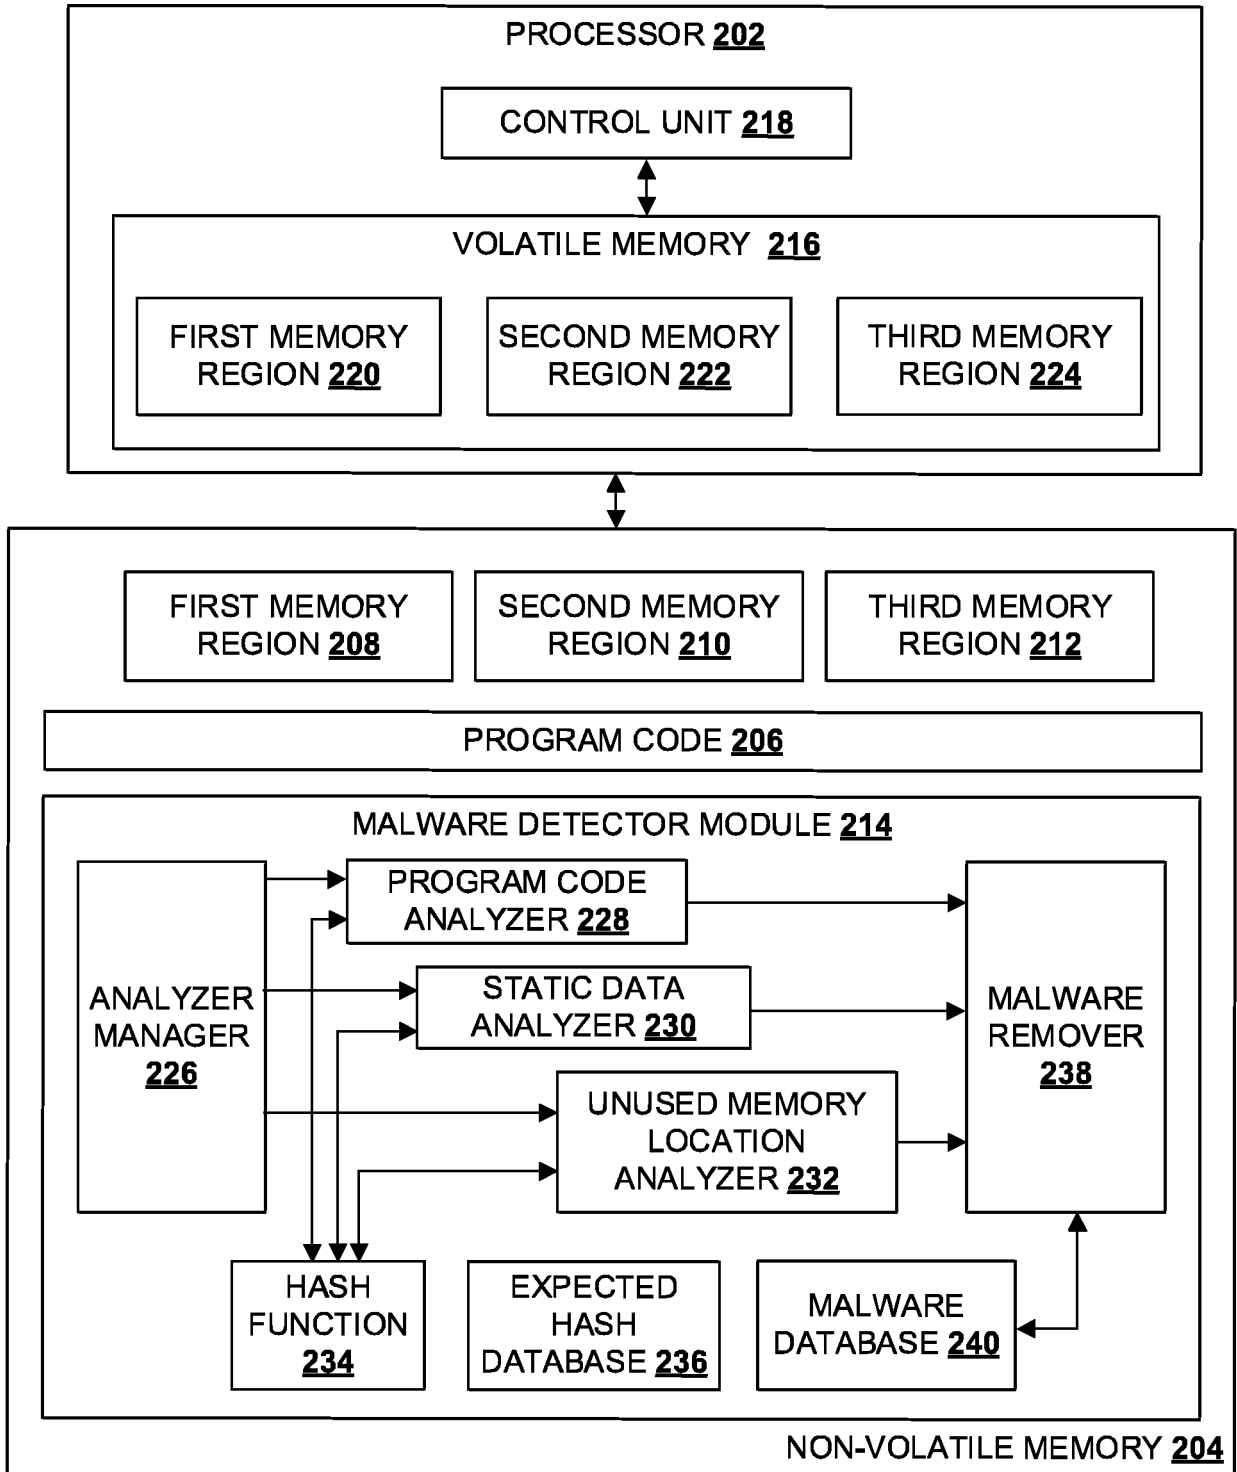 PROCESSOR 202
CONTROL UNIT 218
VOLATILE MEMORY 216
FIRST MEMORY
REGION 220
SECOND MEMORY
REGION 222
THIRD MEMORY
REGION 224
FIRST MEMORY
REGION 208
SECOND MEMORY
REGION 210
THIRD MEMORY
REGION 212
PROGRAM CODE 206
MALWARE DETECTOR MODULE 214
ANALYZER
MANAGER
226
PROGRAM CODE
ANALYZER 228
STATIC DATA
ANALYZER 230
UNUSED MEMORY
LOCATION
ANALYZER 232
MALWARE
REMOVER
238
HASH
FUNCTION
234
EXPECTED
HASH
DATABASE 236
MALWARE
DATABASE 240
NON-VOLATILE MEMORY 204